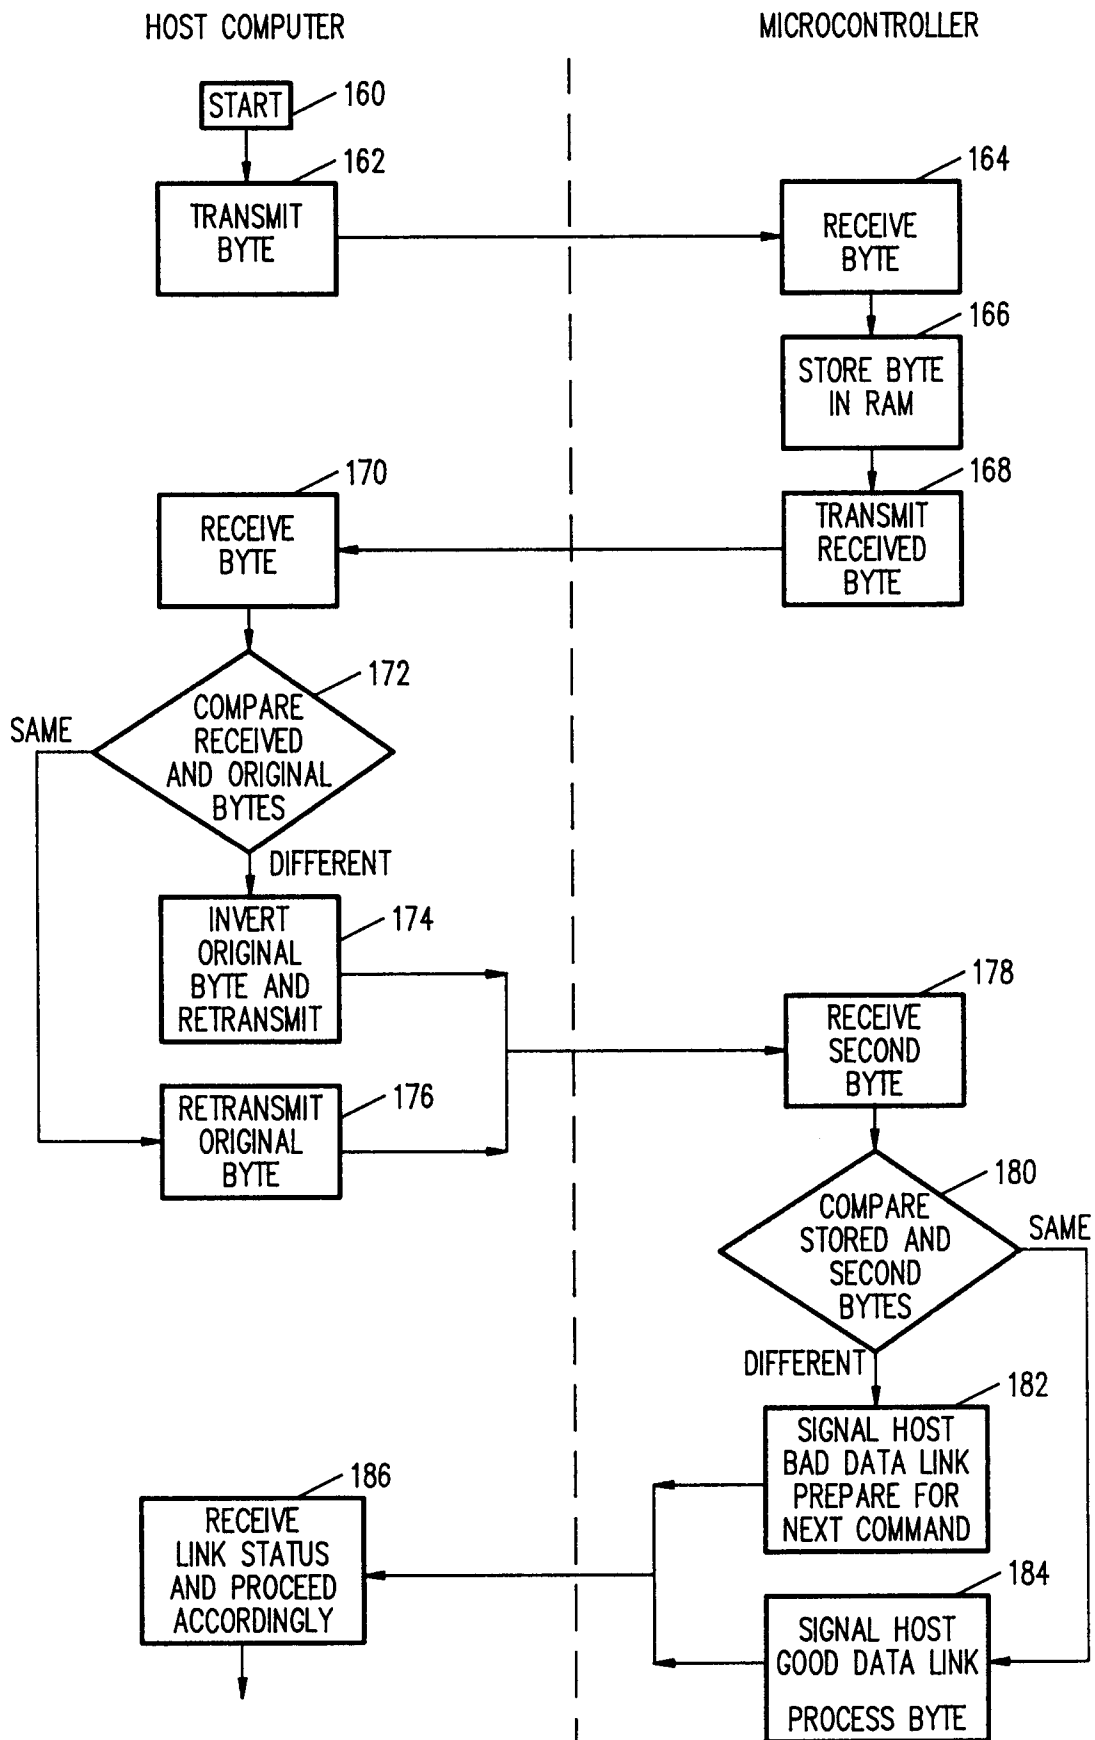 HOST COMPUTER
MICROCONTROLLER
START
160
162
TRANSMIT
BYTE
164
RECEIVE
BYTE
166
STORE BYTE
IN RAM
168
TRANSMIT
RECEIVED
BYTE
170
RECEIVE
BYTE
172
COMPARE
RECEIVED
AND ORIGINAL
BYTES
SAME
DIFFERENT
174
INVERT
ORIGINAL
BYTE AND
RETRANSMIT
176
RETRANSMIT
ORIGINAL
BYTE
178
RECEIVE
SECOND
BYTE
180
COMPARE
STORED AND
SECOND
BYTES
SAME
DIFFERENT
182
SIGNAL HOST
BAD DATA LINK
PREPARE FOR
NEXT COMMAND
184
SIGNAL HOST
GOOD DATA LINK
PROCESS BYTE
186
RECEIVE
LINK STATUS
AND PROCEED
ACCORDINGLY